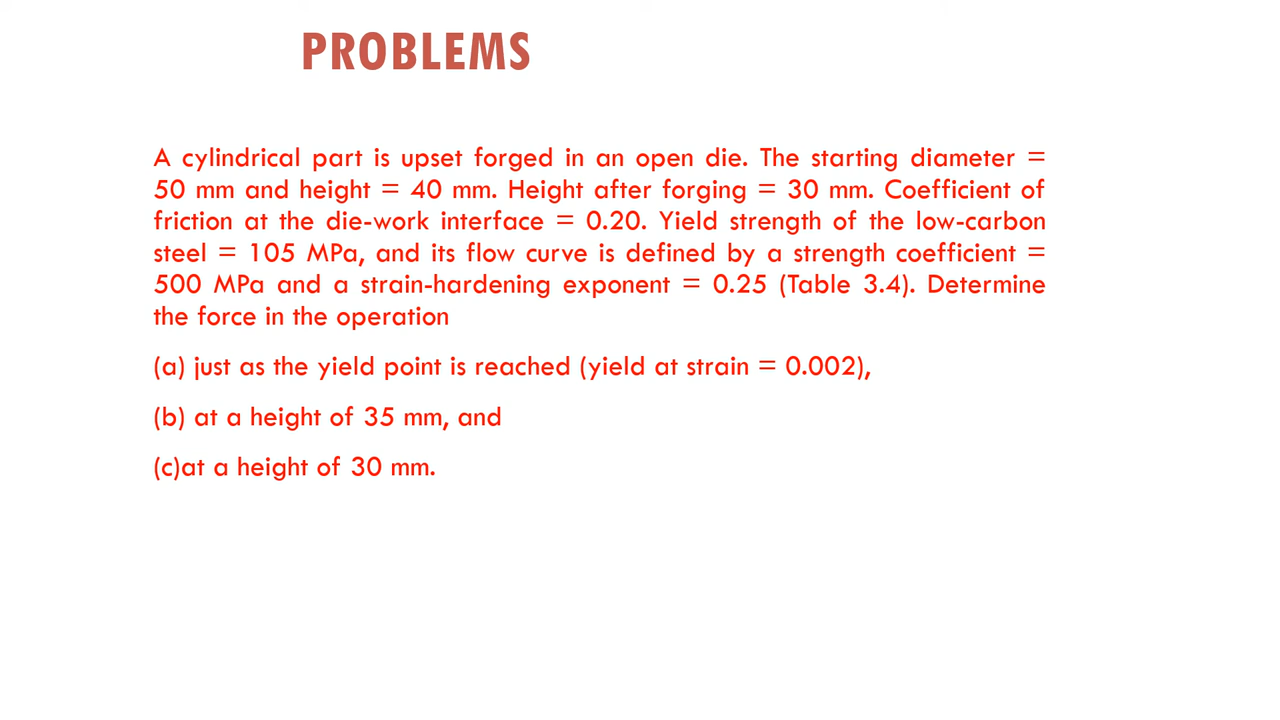 PROBLEMS
A cylindrical part is upset forged in an open die. The starting diameter =
50 mm and height = 40 mm. Height after forging = 30 mm. Coefficient of
friction at the die-work interface = 0.20. Yield strength of the low-carbon
steel = 105 MPa, and its flow curve is defined by a strength coefficient =
500 MPa and a strain-hardening exponent = 0.25 (Table 3.4). Determine
the force in the operation
(a) just as the yield point is reached (yield at strain = 0.002),
(b) at a height of 35 mm, and
(c)at a height of 30 mm.